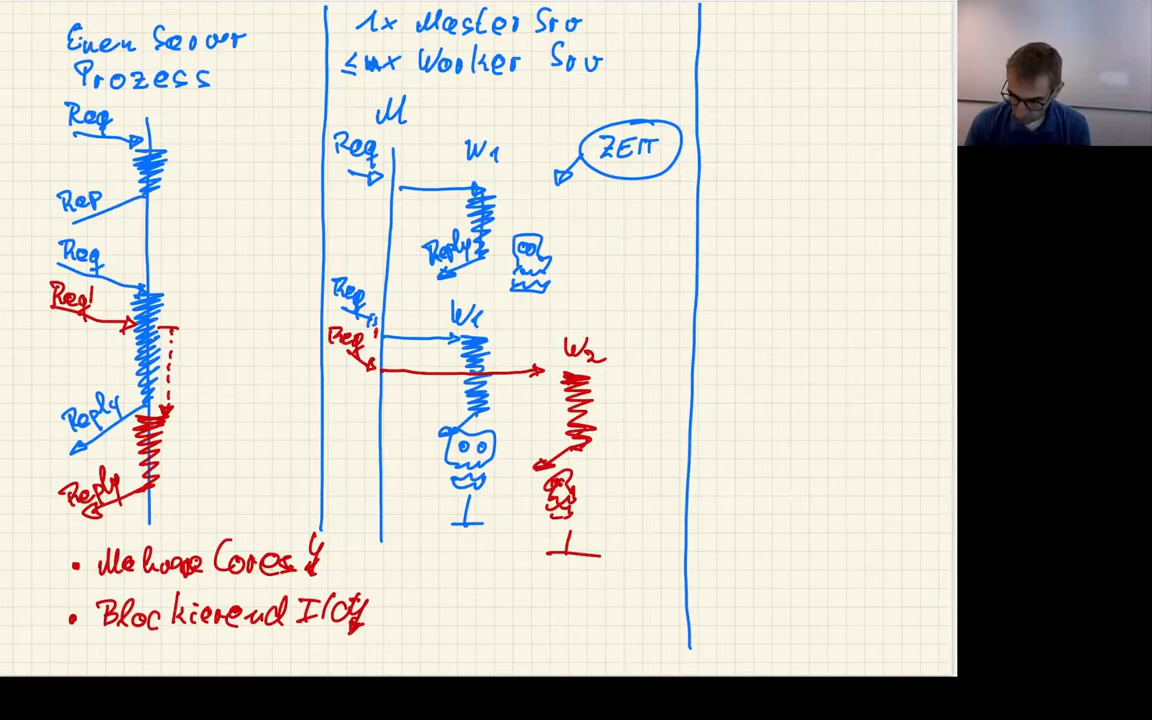 Einen Server
Prozess
Req
Rep
Req
Req'
Reply
Reply
• Mehrere Cores
• Blockierend I/O
1x Master Srv
≤nx Worker Srv
M
Req
W1
ZEIT
Reply
Req
Req'
W1
W2